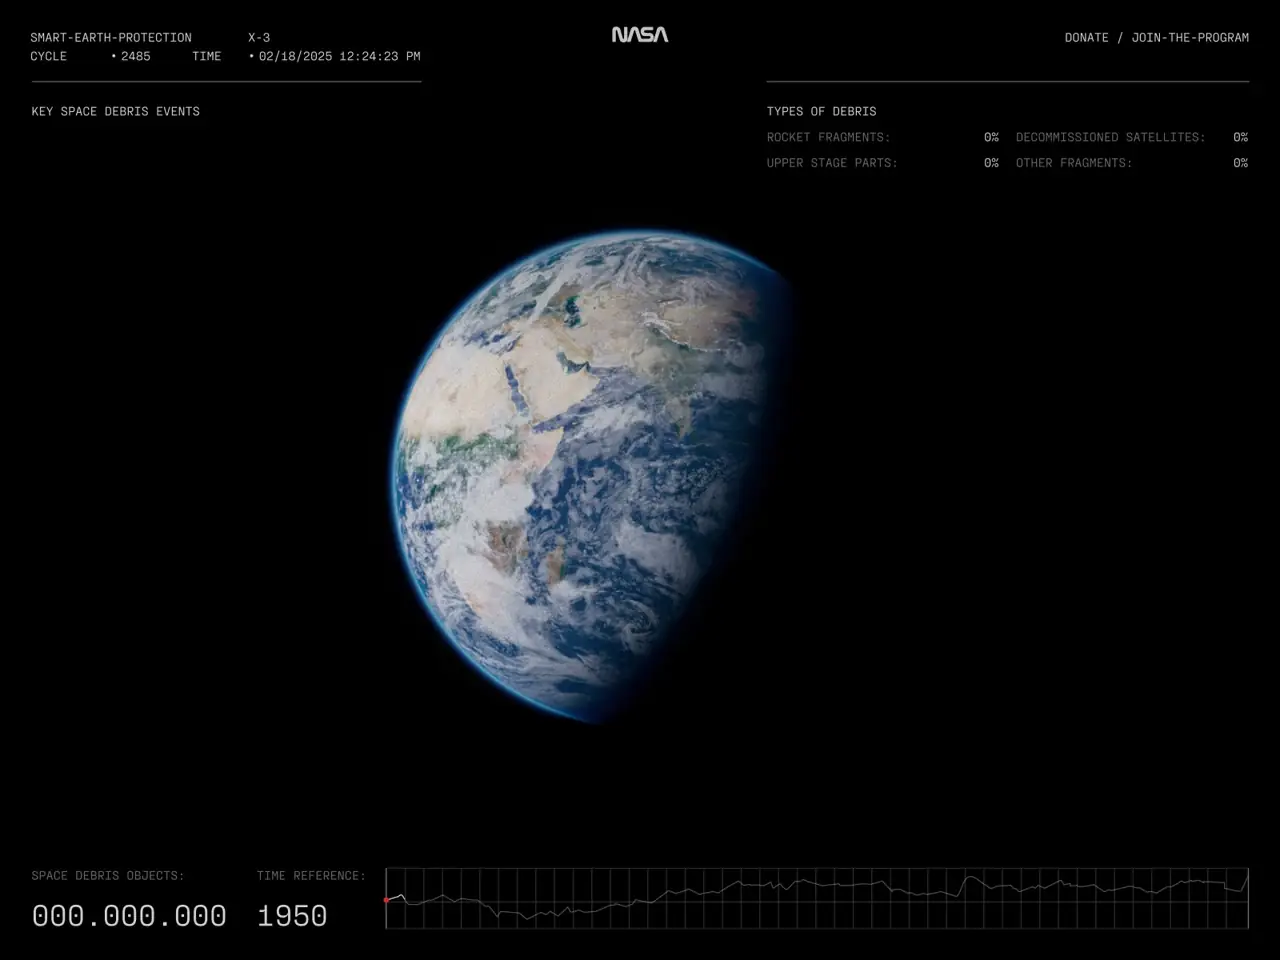 SMART-EARTH-PROTECTION X-3
CYCLE • 2485 TIME • 02/18/2025 12:24:23 PM
NASA
DONATE / JOIN-THE-PROGRAM
KEY SPACE DEBRIS EVENTS
TYPES OF DEBRIS
ROCKET FRAGMENTS: 0% DECOMMISSIONED SATELLITES: 0%
UPPER STAGE PARTS: 0% OTHER FRAGMENTS: 0%
SPACE DEBRIS OBJECTS: TIME REFERENCE:
000.000.000 1950